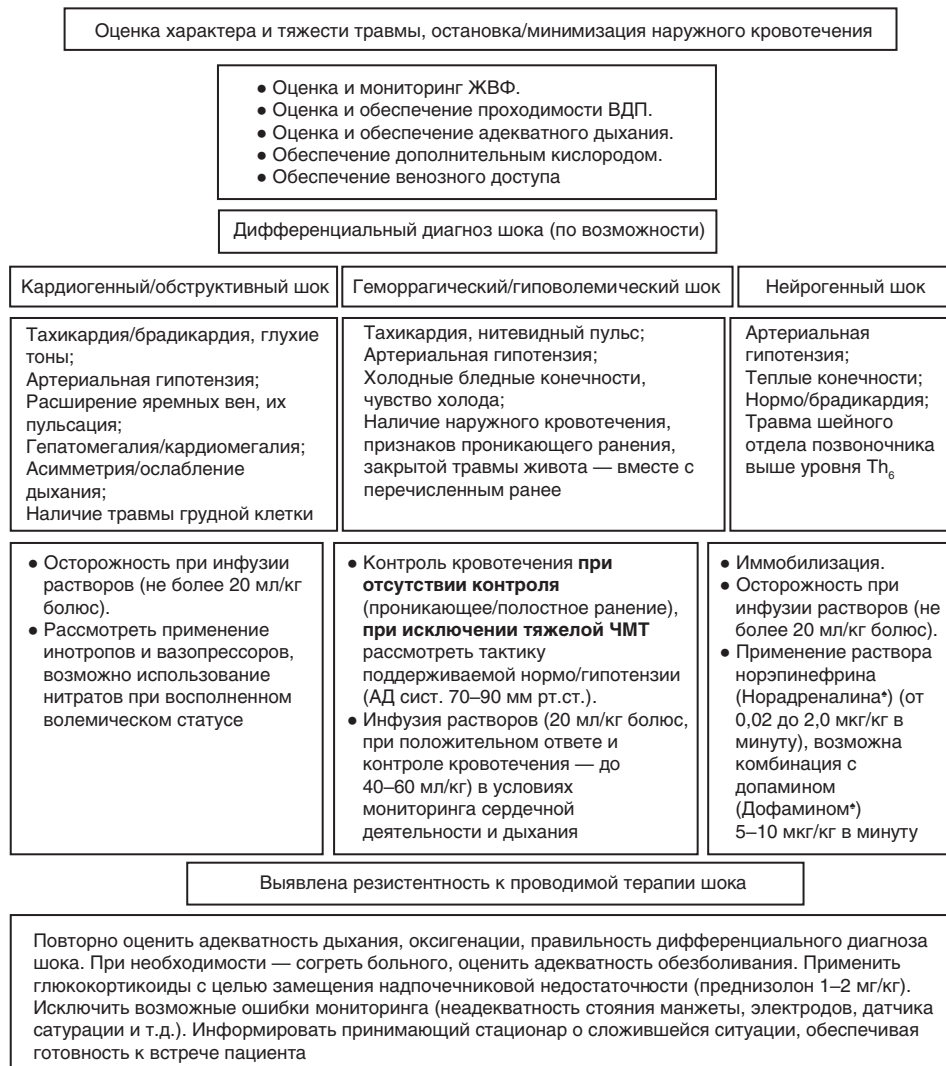 Оценка характера и тяжести травмы, остановка/минимизация наружного кровотечения
● Оценка и мониторинг ЖВФ.
● Оценка и обеспечение проходимости ВДП.
● Оценка и обеспечение адекватного дыхания.
● Обеспечение дополнительным кислородом.
● Обеспечение венозного доступа
Дифференциальный диагноз шока (по возможности)
Кардиогенный/обструктивный шок
Тахикардия/брадикардия, глухие
тоны;
Артериальная гипотензия;
Расширение яремных вен, их
пульсация;
Гепатомегалия/кардиомегалия;
Асимметрия/ослабление
дыхания;
Наличие травмы грудной клетки
● Осторожность при инфузии
растворов (не более 20 мл/кг
болюс).
● Рассмотреть применение
инотропов и вазопрессоров,
возможно использование
нитратов при восполненном
волемическом статусе
Геморрагический/гиповолемический шок
Тахикардия, нитевидный пульс;
Артериальная гипотензия;
Холодные бледные конечности,
чувство холода;
Наличие наружного кровотечения,
признаков проникающего ранения,
закрытой травмы живота — вместе с
перечисленным ранее
● Контроль кровотечения при
отсутствии контроля
(проникающее/полостное ранение),
при исключении тяжелой ЧМТ
рассмотреть тактику
поддерживаемой нормо/гипотензии
(АД сист. 70–90 мм рт.ст.).
● Инфузия растворов (20 мл/кг болюс,
при положительном ответе и
контроле кровотечения — до
40–60 мл/кг) в условиях
мониторинга сердечной
деятельности и дыхания
Нейрогенный шок
Артериальная
гипотензия;
Теплые конечности;
Нормо/брадикардия;
Травма шейного
отдела позвоночника
выше уровня Th₆
● Иммобилизация.
● Осторожность при
инфузии растворов (не
более 20 мл/кг болюс).
● Применение раствора
норэпинефрина
(Норадреналина♠) (от
0,02 до 2,0 мкг/кг в
минуту), возможна
комбинация с
допамином
(Дофамином♠)
5–10 мкг/кг в минуту
Выявлена резистентность к проводимой терапии шока
Повторно оценить адекватность дыхания, оксигенации, правильность дифференциального диагноза
шока. При необходимости — согреть больного, оценить адекватность обезболивания. Применить
глюкокортикоиды с целью замещения надпочечниковой недостаточности (преднизолон 1–2 мг/кг).
Исключить возможные ошибки мониторинга (неадекватность стояния манжеты, электродов, датчика
сатурации и т.д.). Информировать принимающий стационар о сложившейся ситуации, обеспечивая
готовность к встрече пациента